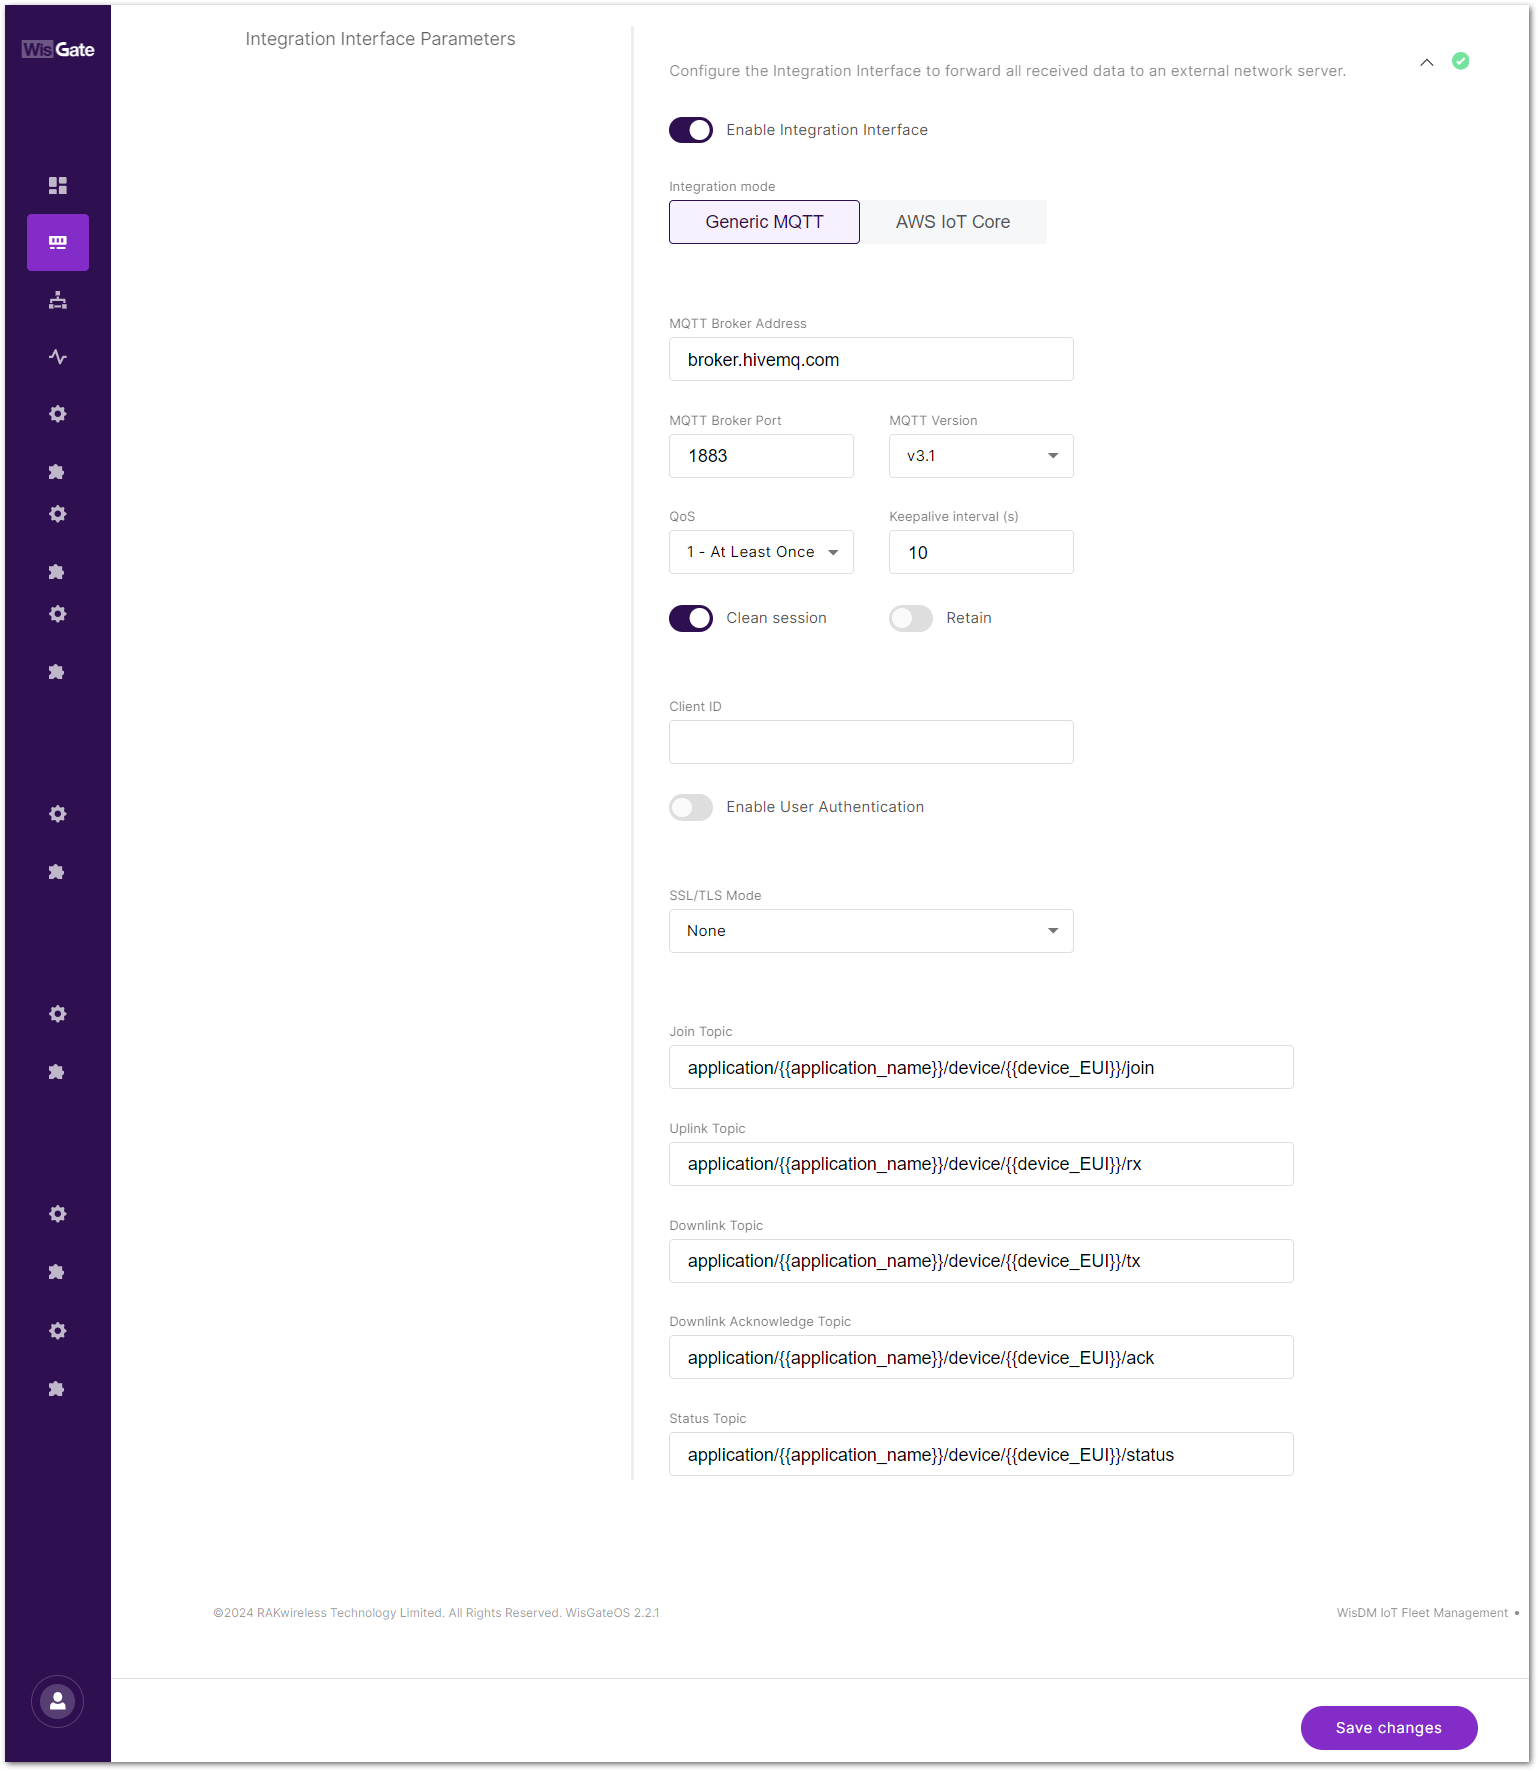 WisGate
Integration Interface Parameters
Configure the Integration Interface to forward all received data to an external network server.
Enable Integration Interface
Integration mode
Generic MQTT AWS IoT Core
MQTT Broker Address
broker.hivemq.com
MQTT Broker Port MQTT Version
1883 v3.1
QoS Keepalive interval (s)
1 - At Least Once 10
Clean session Retain
Client ID
Enable User Authentication
SSL/TLS Mode
None
Join Topic
application/{{application_name}}/device/{{device_EUI}}/join
Uplink Topic
application/{{application_name}}/device/{{device_EUI}}/rx
Downlink Topic
application/{{application_name}}/device/{{device_EUI}}/tx
Downlink Acknowledge Topic
application/{{application_name}}/device/{{device_EUI}}/ack
Status Topic
application/{{application_name}}/device/{{device_EUI}}/status
©2024 RAKwireless Technology Limited. All Rights Reserved. WisGateOS 2.2.1 WisDM IoT Fleet Management •
Save changes